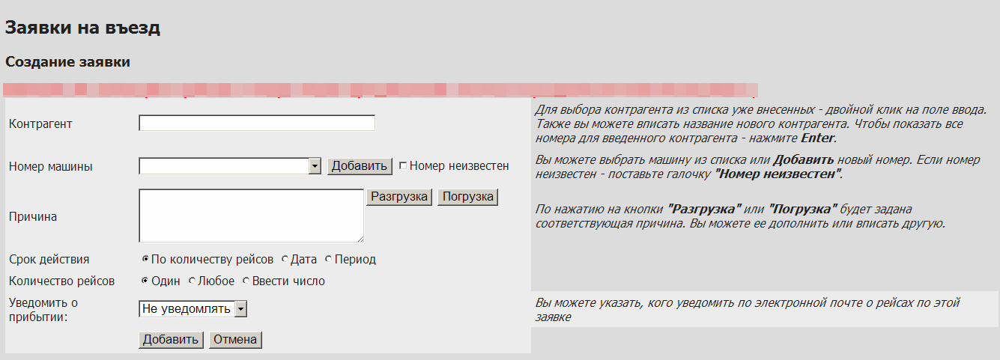 Заявки на въезд
Создание заявки
Контрагент
Для выбора контрагента из списка уже внесенных - двойной клик на поле ввода.
Также вы можете вписать название нового контрагента. Чтобы показать все
номера для введенного контрагента - нажмите Enter.
Номер машины
Добавить
Номер неизвестен
Вы можете выбрать машину из списка или Добавить новый номер. Если номер
неизвестен - поставьте галочку "Номер неизвестен".
Причина
Разгрузка
Погрузка
По нажатию на кнопки "Разгрузка" или "Погрузка" будет задана
соответствующая причина. Вы можете ее дополнить или вписать другую.
Срок действия
По количеству рейсов Дата Период
Количество рейсов
Один Любое Ввести число
Уведомить о
прибытии:
Не уведомлять
Вы можете указать, кого уведомить по электронной почте о рейсах по этой
заявке
Добавить
Отмена